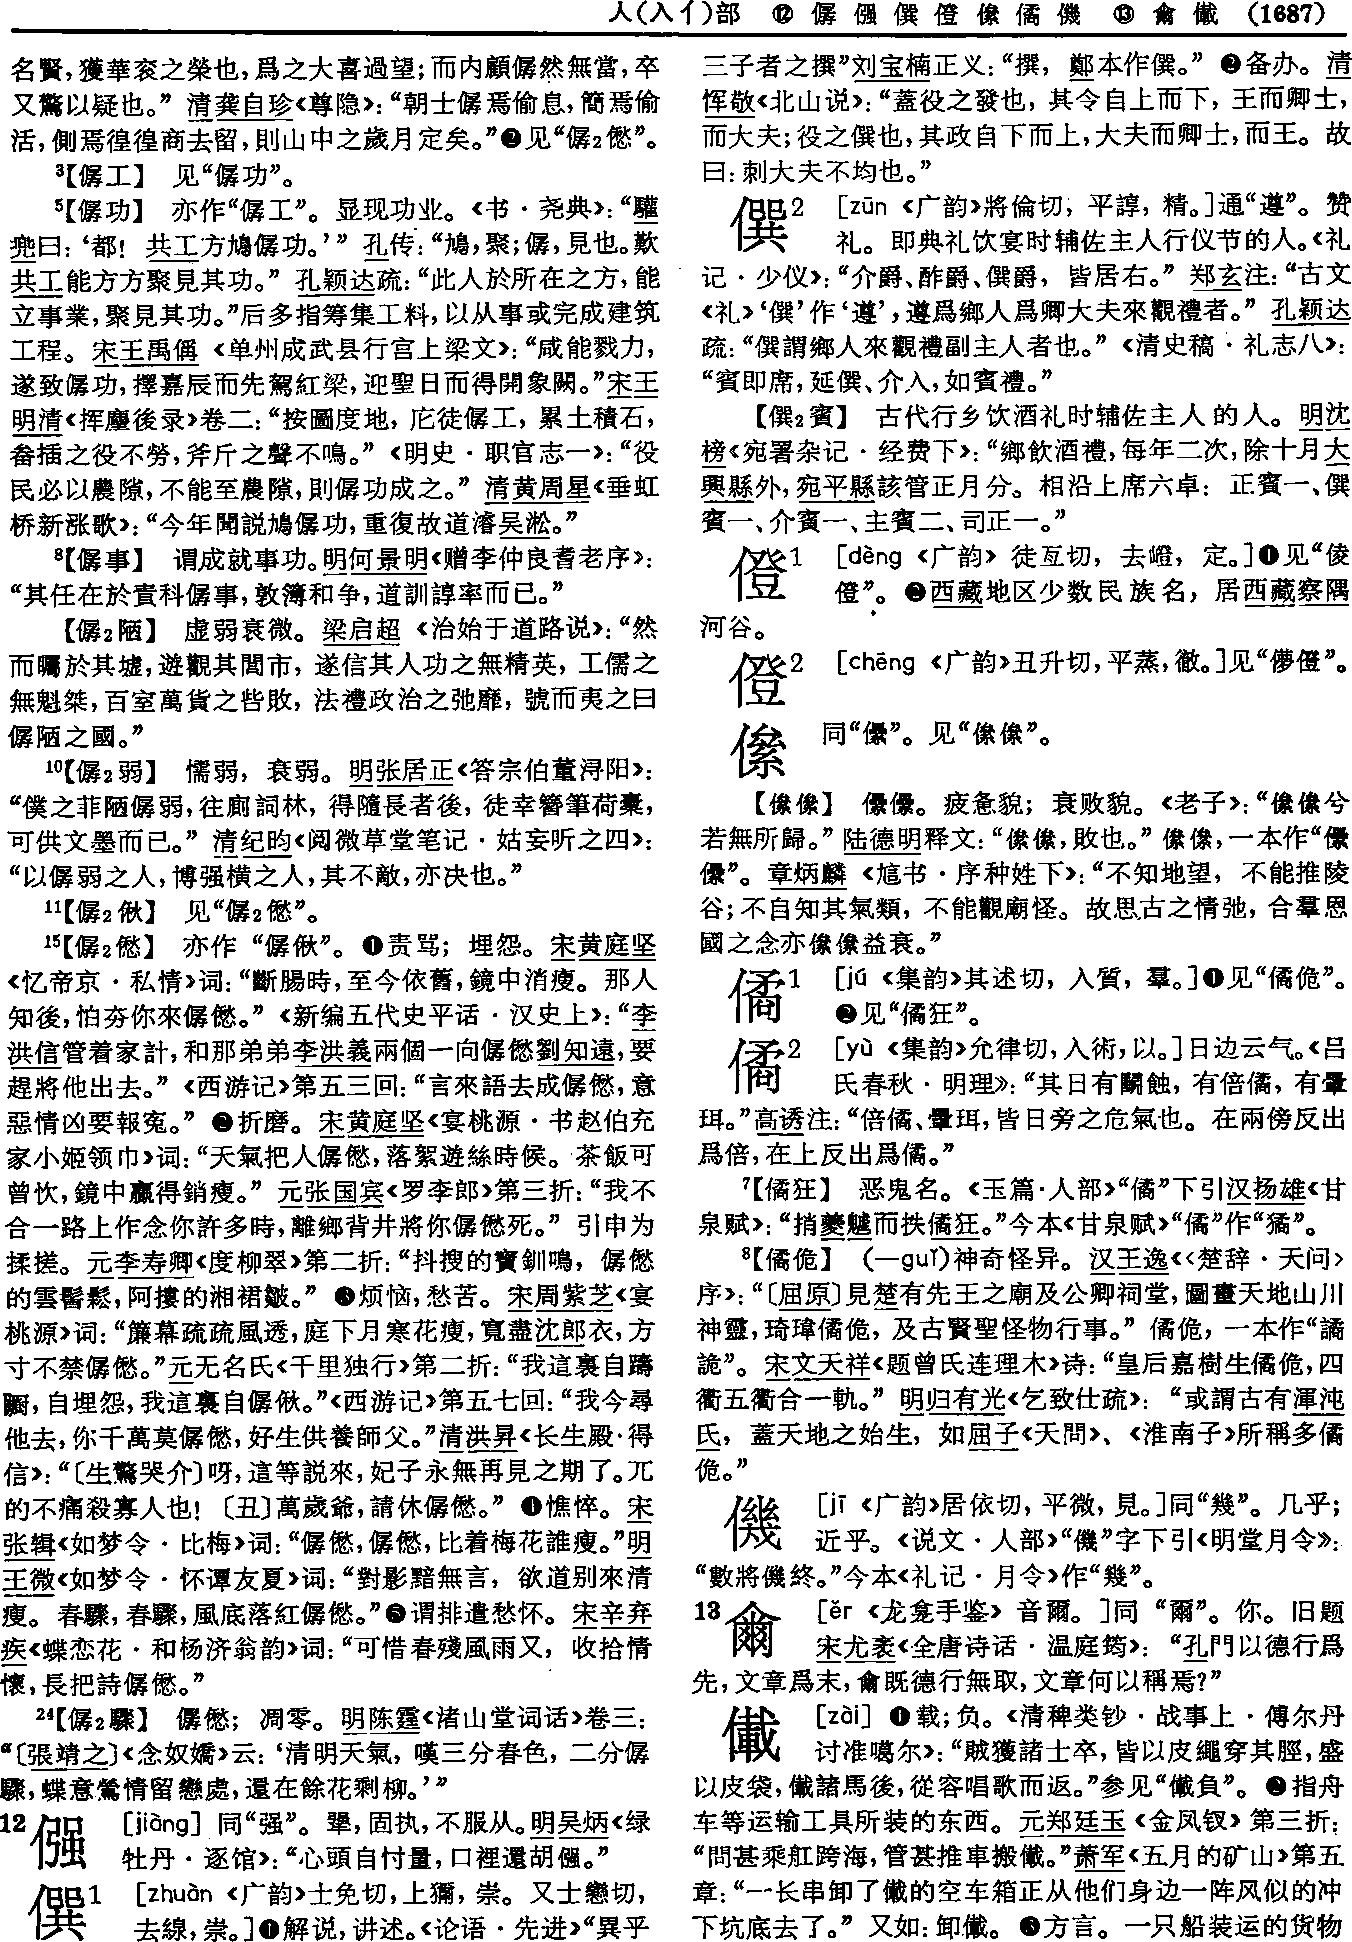 人(入亻)部 ⑫ 僝 𠍳 僎 僜 儽 僪 僟 ⑬ 㒃 儎 (1687)
名賢，獲華衮之榮也，爲之大喜過望；而内顧僝然無當，卒
又驚以疑也。”清龚自珍《尊隐》：“朝士僝焉偷息，簡焉偷
活，側焉徨徨商去留，則山中之歲月定矣。”❷见“僝2僽”。
³【僝工】 见“僝功”。
⁵【僝功】 亦作“僝工”。显现功业。《书·尧典》：“驩
兜曰：‘都！共工方鳩僝功。’”孔传：“鳩，聚；僝，見也。歎
共工能方方聚見其功。”孔颖达疏：“此人於所在之方，能
立事業，聚見其功。”后多指筹集工料，以从事或完成建筑
工程。宋王禹偁《单州成武县行宫上梁文》：“咸能戮力，
遂致僝功，擇嘉辰而先駕紅梁，迎聖日而得開象闕。”宋王
明清《挥麈後录》卷二：“按圖度地，庀徒僝工，累土積石，
畚插之役不勞，斧斤之聲不鳴。”《明史·职官志一》：“役
民必以農隙，不能至農隙，則僝功成之。”清黄周星《垂虹
桥新涨歌》：“今年聞説鳩僝功，重復故道濬吴淞。”
⁸【僝事】 谓成就事功。明何景明《赠李仲良耆老序》：
“其任在於責科僝事，敦簿和争，道訓諄率而已。”
【僝2陋】 虚弱衰微。梁启超《治始于道路说》：“然
而矚於其墟，遊觀其閭市，遂信其人功之無精英，工儒之
無魁桀，百室萬貨之呰敗，法禮政治之弛靡，號而夷之曰
僝陋之國。”
¹⁰【僝2弱】 懦弱，衰弱。明张居正《答宗伯董浔阳》：
“僕之菲陋僝弱，往廁詞林，得隨長者後，徒幸簪筆荷橐，
可供文墨而已。”清纪昀《阅微草堂笔记·姑妄听之四》：
“以僝弱之人，博强横之人，其不敵，亦决也。”
¹¹【僝2偢】 见“僝2僽”。
¹⁵【僝2僽】 亦作“僝偢”。❶责骂；埋怨。宋黄庭坚
《忆帝京·私情》词：“斷腸時，至今依舊，鏡中消瘦。那人
知後，怕夯你來僝僽。”《新编五代史平话·汉史上》：“李
洪信管着家計，和那弟弟李洪義兩個一向僝僽劉知遠，要
趕將他出去。”《西游记》第五三回：“言來語去成僝僽，意
惡情凶要報寃。”❷折磨。宋黄庭坚《宴桃源·书赵伯充
家小姬领巾》词：“天氣把人僝僽，落絮遊絲時候。茶飯可
曾忺，鏡中贏得銷瘦。”元张国宾《罗李郎》第三折：“我不
合一路上作念你許多時，離鄉背井將你僝僽死。”引申为
揉搓。元李寿卿《度柳翠》第二折：“抖搜的寶釧鳴，僝僽
的雲髻鬆，阿摟的湘裙皺。”❸烦恼，愁苦。宋周紫芝《宴
桃源》词：“簾幕疏疏風透，庭下月寒花瘦，寬盡沈郎衣，方
寸不禁僝僽。”元无名氏《千里独行》第二折：“我這裏自躊
躕，自埋怨，我這裏自僝偢。”《西游记》第五七回：“我今尋
他去，你千萬莫僝僽，好生供養師父。”清洪昇《长生殿·得
信》：“〔生驚哭介〕呀，這等説來，妃子永無再見之期了。兀
的不痛殺寡人也！〔丑〕萬歲爺，請休僝僽。”❹憔悴。宋
张辑《如梦令·比梅》词：“僝僽，僝僽，比着梅花誰瘦。”明
王微《如梦令·怀谭友夏》词：“對影黯無言，欲道别來清
瘦。春驟，春驟，風底落紅僝僽。”❺谓排遣愁怀。宋辛弃
疾《蝶恋花·和杨济翁韵》词：“可惜春殘風雨又，收拾情
懷，長把詩僝僽。”
²⁴【僝2驟】 僝僽；凋零。明陈霆《渚山堂词话》卷三：
“〔張靖之〕《念奴嬌》云：‘清明天氣，嘆三分春色，二分僝
驟，蝶意鶯情留戀處，還在餘花剩柳。’”
12 𠍳 [jiàng] 同“强”。犟，固执，不服从。明吴炳《绿
牡丹·逐馆》：“心頭自忖量，口裡還胡𠍳。”
僎1 [zhuàn《广韵》士免切，上獮，崇。又士戀切，
去線，崇。]❶解说，讲述。《论语·先进》“異乎
三子者之撰”刘宝楠正义：“撰，鄭本作僎。”❷备办。清
恽敬《北山说》：“蓋役之發也，其令自上而下，王而卿士，
而大夫；役之僎也，其政自下而上，大夫而卿士，而王。故
曰：刺大夫不均也。”
僎2 [zūn《广韵》將倫切，平諄，精。]通“遵”。赞
礼。即典礼饮宴时辅佐主人行仪节的人。《礼
记·少仪》：“介爵、酢爵、僎爵，皆居右。”郑玄注：“古文
《礼》‘僎’作‘遵’，遵爲鄉人爲卿大夫來觀禮者。”孔颖达
疏：“僎謂鄉人來觀禮副主人者也。”《清史稿·礼志八》：
“賓即席，延僎、介入，如賓禮。”
【僎2賓】 古代行乡饮酒礼时辅佐主人的人。明沈
榜《宛署杂记·经费下》：“鄉飲酒禮，每年二次，除十月大
興縣外，宛平縣該管正月分。相沿上席六卓：正賓一、僎
賓一、介賓一、主賓二、司正一。”
僜1 [dèng《广韵》徒亙切，去嶝，定。]❶见“倰
僜”。❷西藏地区少数民族名，居西藏察隅
河谷。
僜2 [chēng《广韵》丑升切，平蒸，徹。]见“儚僜”。
傫 同“儽”。见“傫傫”。
【傫傫】 儽儽。疲惫貌；衰败貌。《老子》：“傫傫兮
若無所歸。”陆德明释文：“傫傫，敗也。”傫傫，一本作“儽
儽”。章炳麟《訄书·序种姓下》：“不知地望，不能推陵
谷；不自知其氣類，不能觀廟怪。故思古之情弛，合羣恩
國之念亦傫傫益衰。”
僪1 [jú《集韵》其述切，入質，羣。]❶见“僪佹”。
❷见“僪狂”。
僪2 [yù《集韵》允律切，入術，以。]日边云气。《吕
氏春秋·明理》：“其日有鬭蝕，有倍僪，有暈
珥。”高诱注：“倍僪、暈珥，皆日旁之危氣也。在兩傍反出
爲倍，在上反出爲僪。”
⁷【僪狂】 恶鬼名。《玉篇·人部》“僪”下引汉扬雄《甘
泉赋》：“捎夔魖而抶僪狂。”今本《甘泉赋》“僪”作“獝”。
⁸【僪佹】 (—guǐ)神奇怪异。汉王逸《〈楚辞·天问〉
序》：“〔屈原〕見楚有先王之廟及公卿祠堂，圖畫天地山川
神靈，琦瑋僪佹，及古賢聖怪物行事。”僪佹，一本作“譎
詭”。宋文天祥《题曾氏连理木》诗：“皇后嘉樹生僪佹，四
衢五衢合一軌。”明归有光《乞致仕疏》：“或謂古有渾沌
氏，蓋天地之始生，如屈子《天問》、《淮南子》所稱多僪
佹。”
僟 [jī《广韵》居依切，平微，見。]同“幾”。几乎；
近乎。《说文·人部》“僟”字下引《明堂月令》：
“數將僟終。”今本《礼记·月令》作“幾”。
13 㒃 [ěr《龙龛手鉴》音爾。]同“爾”。你。旧题
宋尤袤《全唐诗话·温庭筠》：“孔門以德行爲
先，文章爲末，㒃既德行無取，文章何以稱焉？”
儎 [zài] ❶载；负。《清稗类钞·战事上·傅尔丹
讨准噶尔》：“賊獲諸士卒，皆以皮繩穿其脛，盛
以皮袋，儎諸馬後，從容唱歌而返。”参见“儎負”。❷指舟
车等运输工具所装的东西。元郑廷玉《金凤钗》第三折：
“問甚乘舡跨海，管甚推車搬儎。”萧军《五月的矿山》第五
章：“一长串卸了儎的空车箱正从他们身边一阵风似的冲
下坑底去了。”又如：卸儎。❸方言。一只船装运的货物